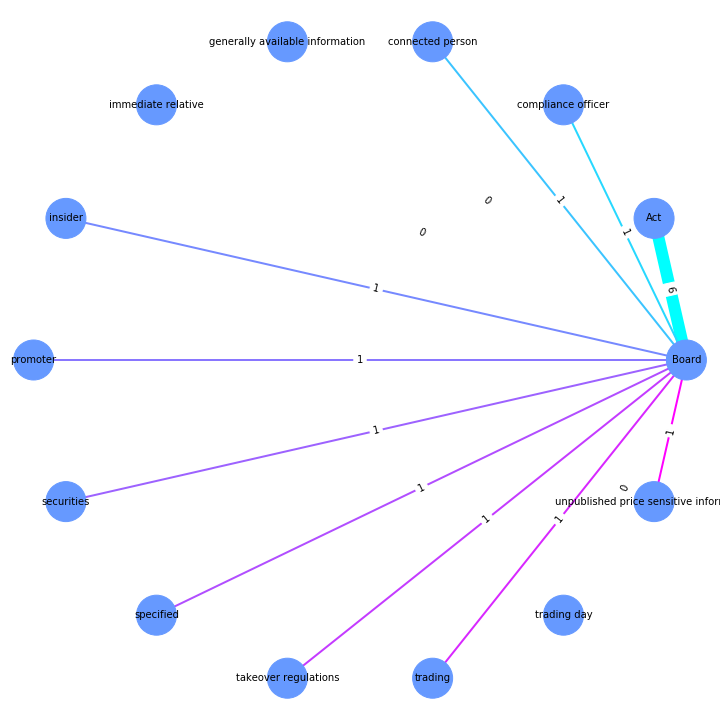 generally available information
connected person
immediate relative
compliance officer
0
1
insider
Act
0
1
1
6
promoter
1
Board
securities
1
1
specified
1
0
unpublished price sensitive infor
1
1
trading day
takeover regulations
trading